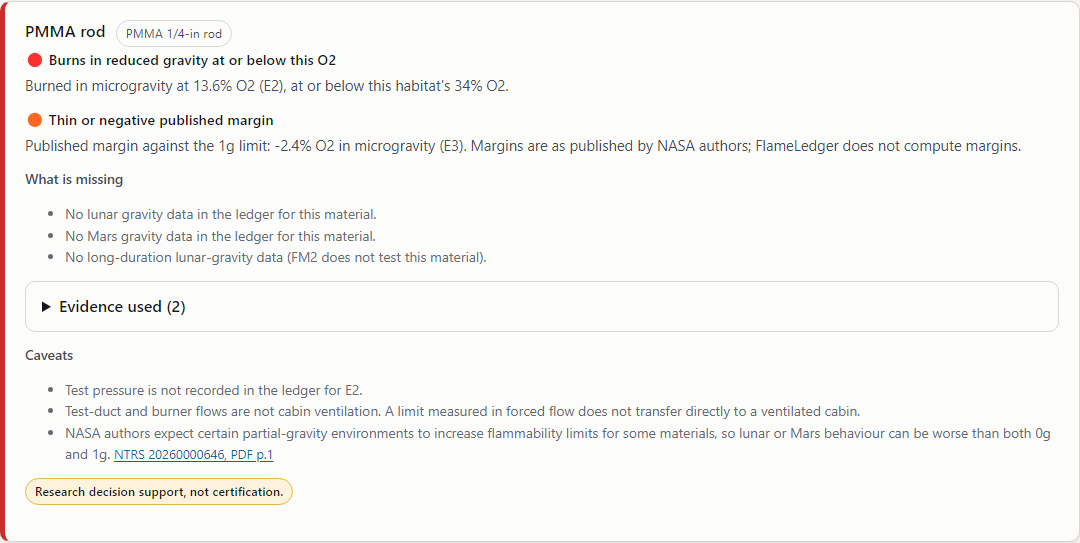 PMMA rod PMMA 1/4-in rod
Burns in reduced gravity at or below this O2
Burned in microgravity at 13.6% O2 (E2), at or below this habitat's 34% O2.
Thin or negative published margin
Published margin against the 1g limit: -2.4% O2 in microgravity (E3). Margins are as published by NASA authors; FlameLedger does not compute margins.
What is missing
No lunar gravity data in the ledger for this material.
No Mars gravity data in the ledger for this material.
No long-duration lunar-gravity data (FM2 does not test this material).
Evidence used (2)
Caveats
Test pressure is not recorded in the ledger for E2.
Test-duct and burner flows are not cabin ventilation. A limit measured in forced flow does not transfer directly to a ventilated cabin.
NASA authors expect certain partial-gravity environments to increase flammability limits for some materials, so lunar or Mars behaviour can be worse than both 0g
and 1g. NTRS 20260000646, PDF p.1
Research decision support, not certification.